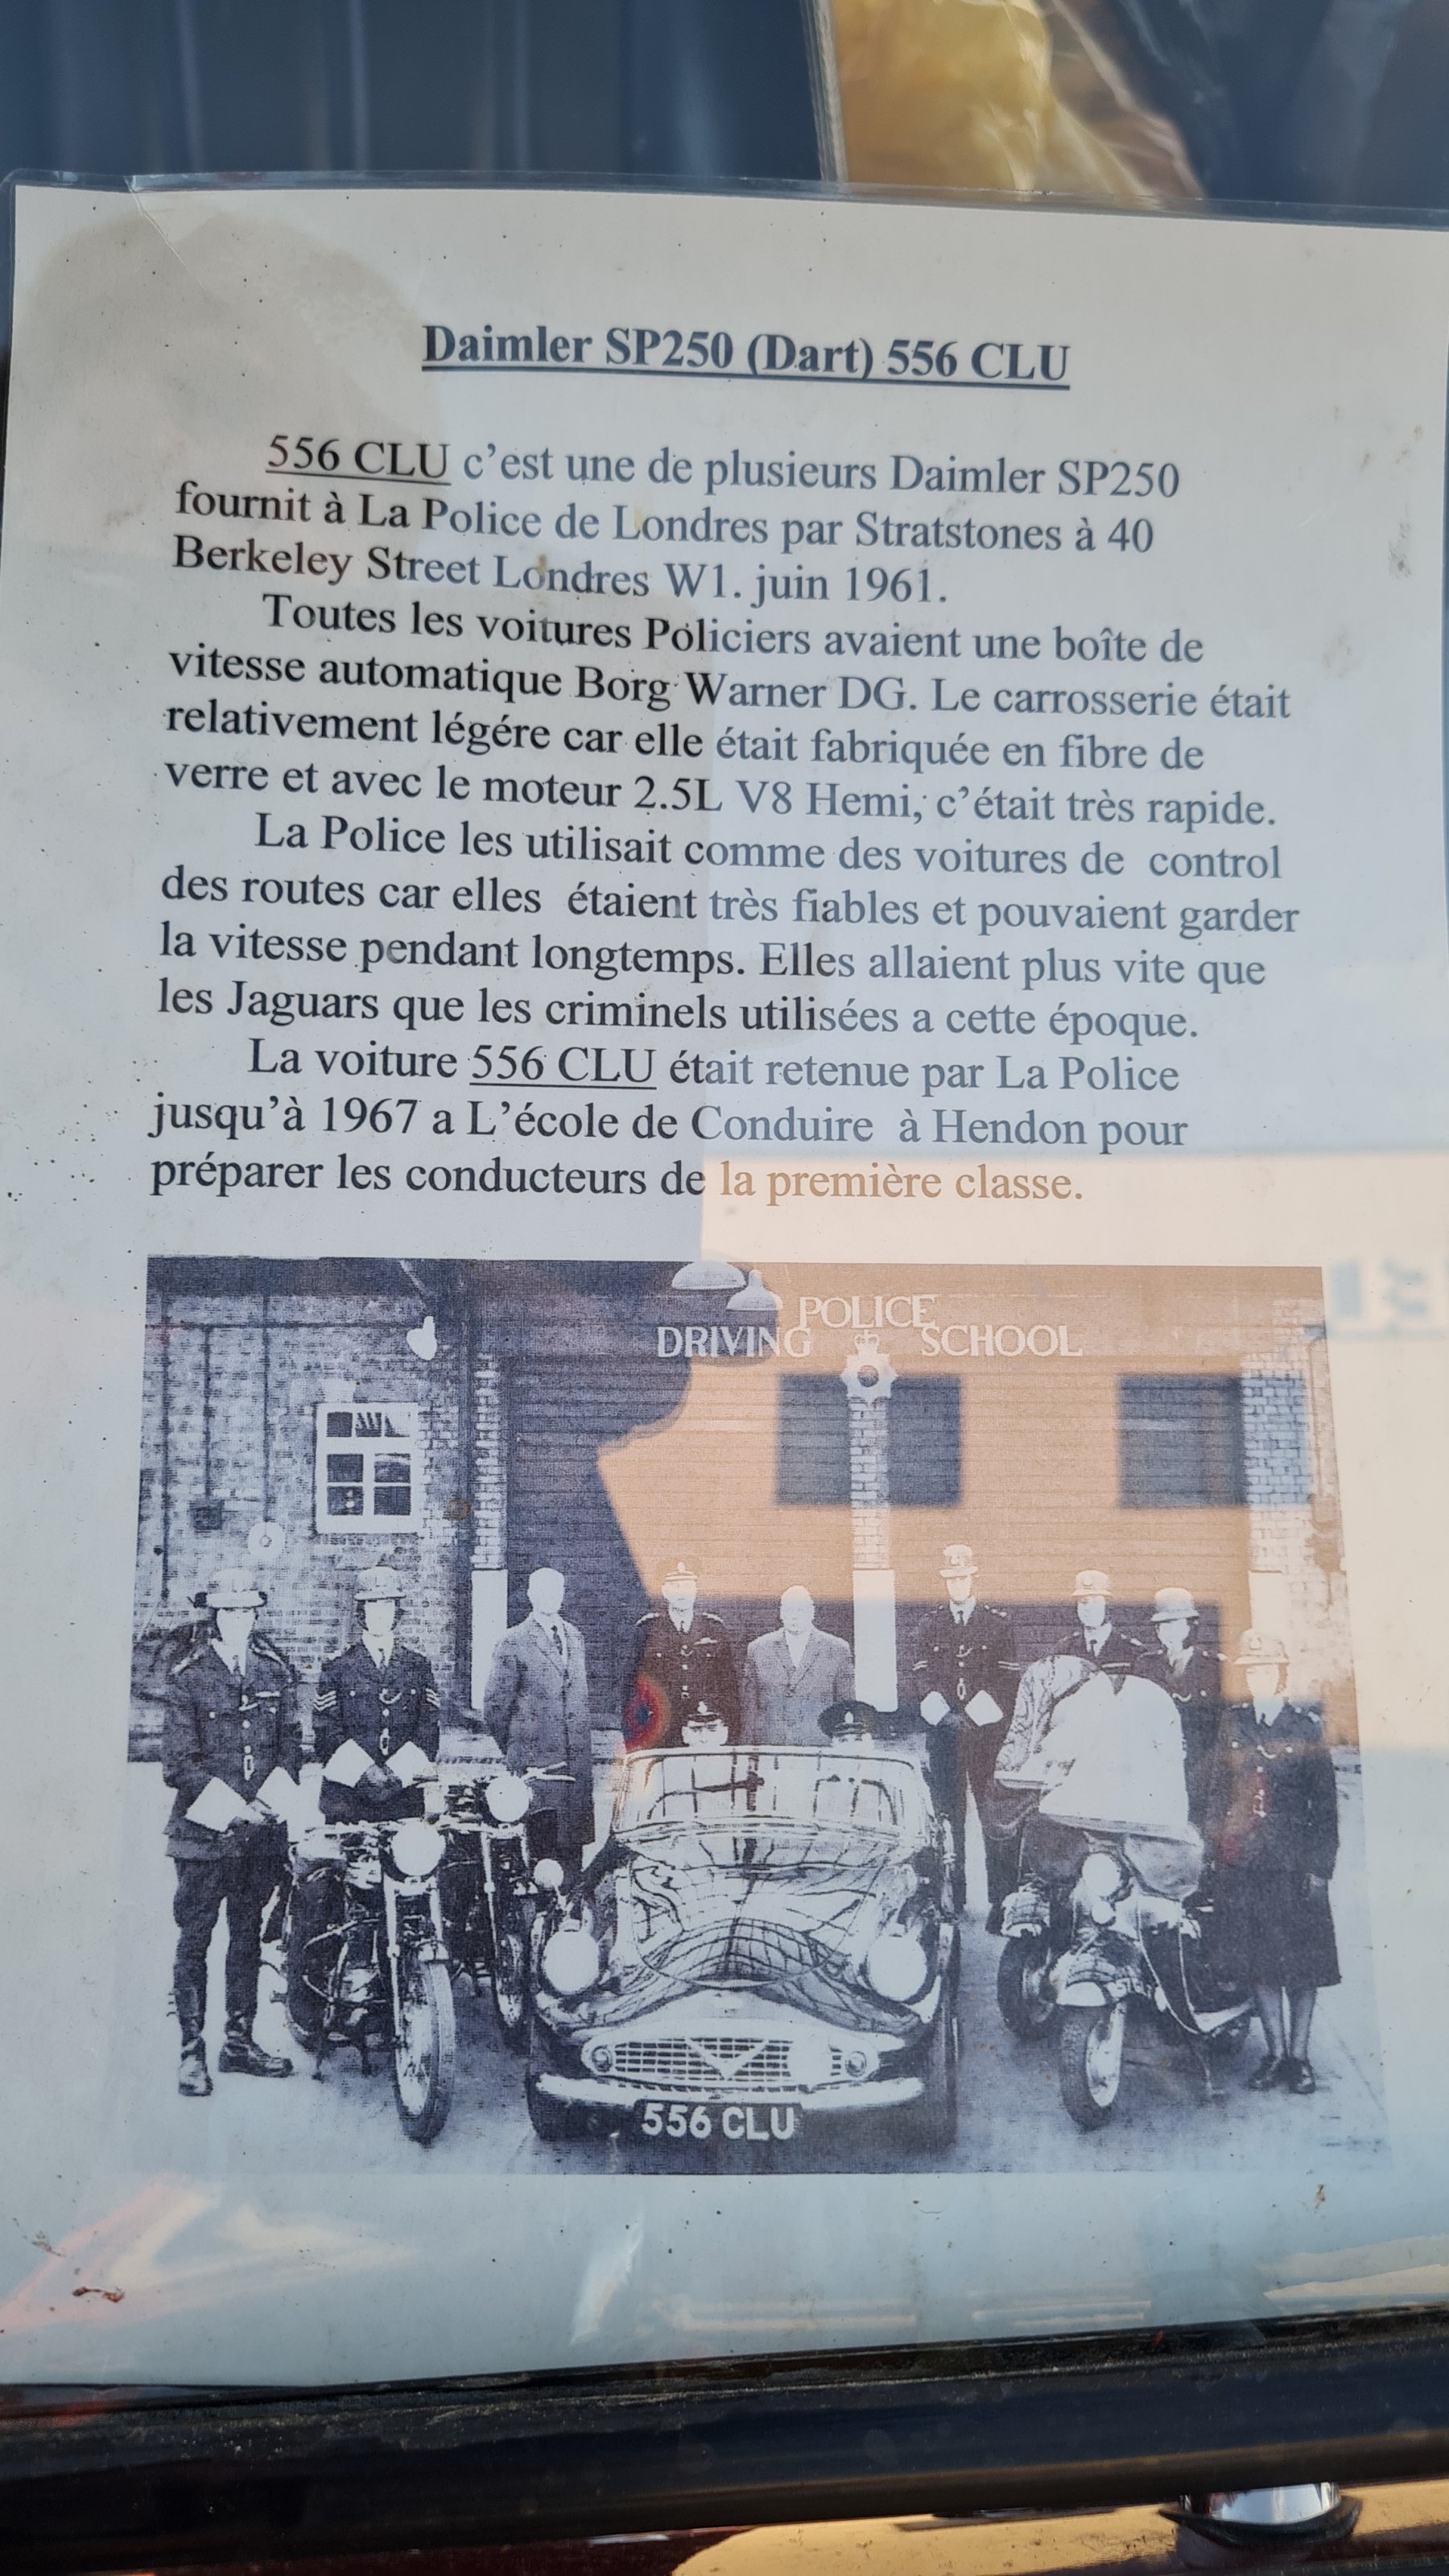 Daimler SP250 (Dart) 556 CLU
556 CLU c'est une de plusieurs Daimler SP250
fournit à La Police de Londres par Stratstones à 40
Berkeley Street Londres W1. juin 1961.
Toutes les voitures Policiers avaient une boîte de
vitesse automatique Borg Warner DG. Le carrosserie était
relativement légére car elle était fabriquée en fibre de
verre et avec le moteur 2.5L V8 Hemi, c'était très rapide.
La Police les utilisait comme des voitures de control
des routes car elles étaient très fiables et pouvaient garder
la vitesse pendant longtemps. Elles allaient plus vite que
les Jaguars que les criminels utilisées a cette époque.
La voiture 556 CLU était retenue par La Police
jusqu'à 1967 a L'école de Conduire à Hendon pour
préparer les conducteurs de la première classe.
POLICE
DRIVING SCHOOL
556 CLU